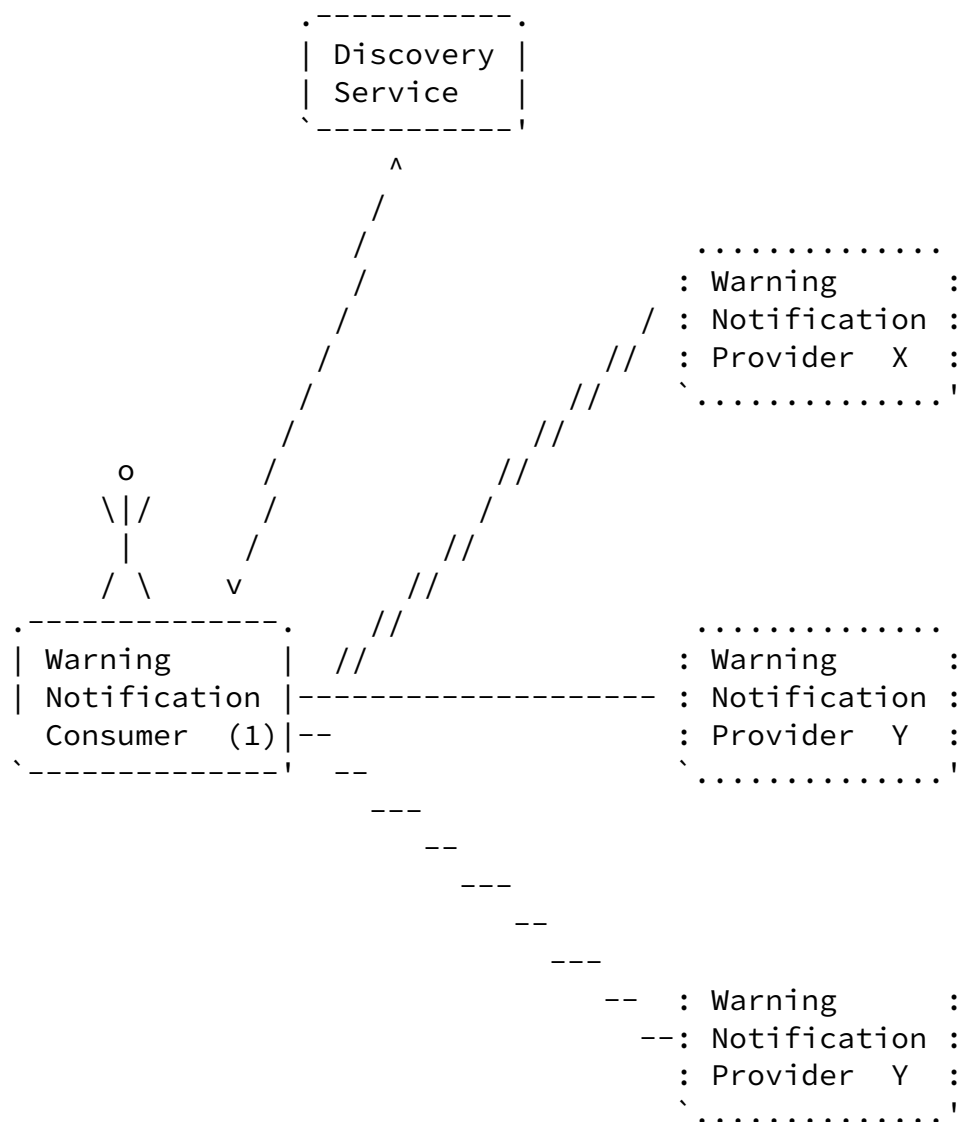 Discovery
Service
Warning
Notification
Provider X
Warning
Notification
Consumer (1)
Warning
Notification
Provider Y
Warning
Notification
Provider Y